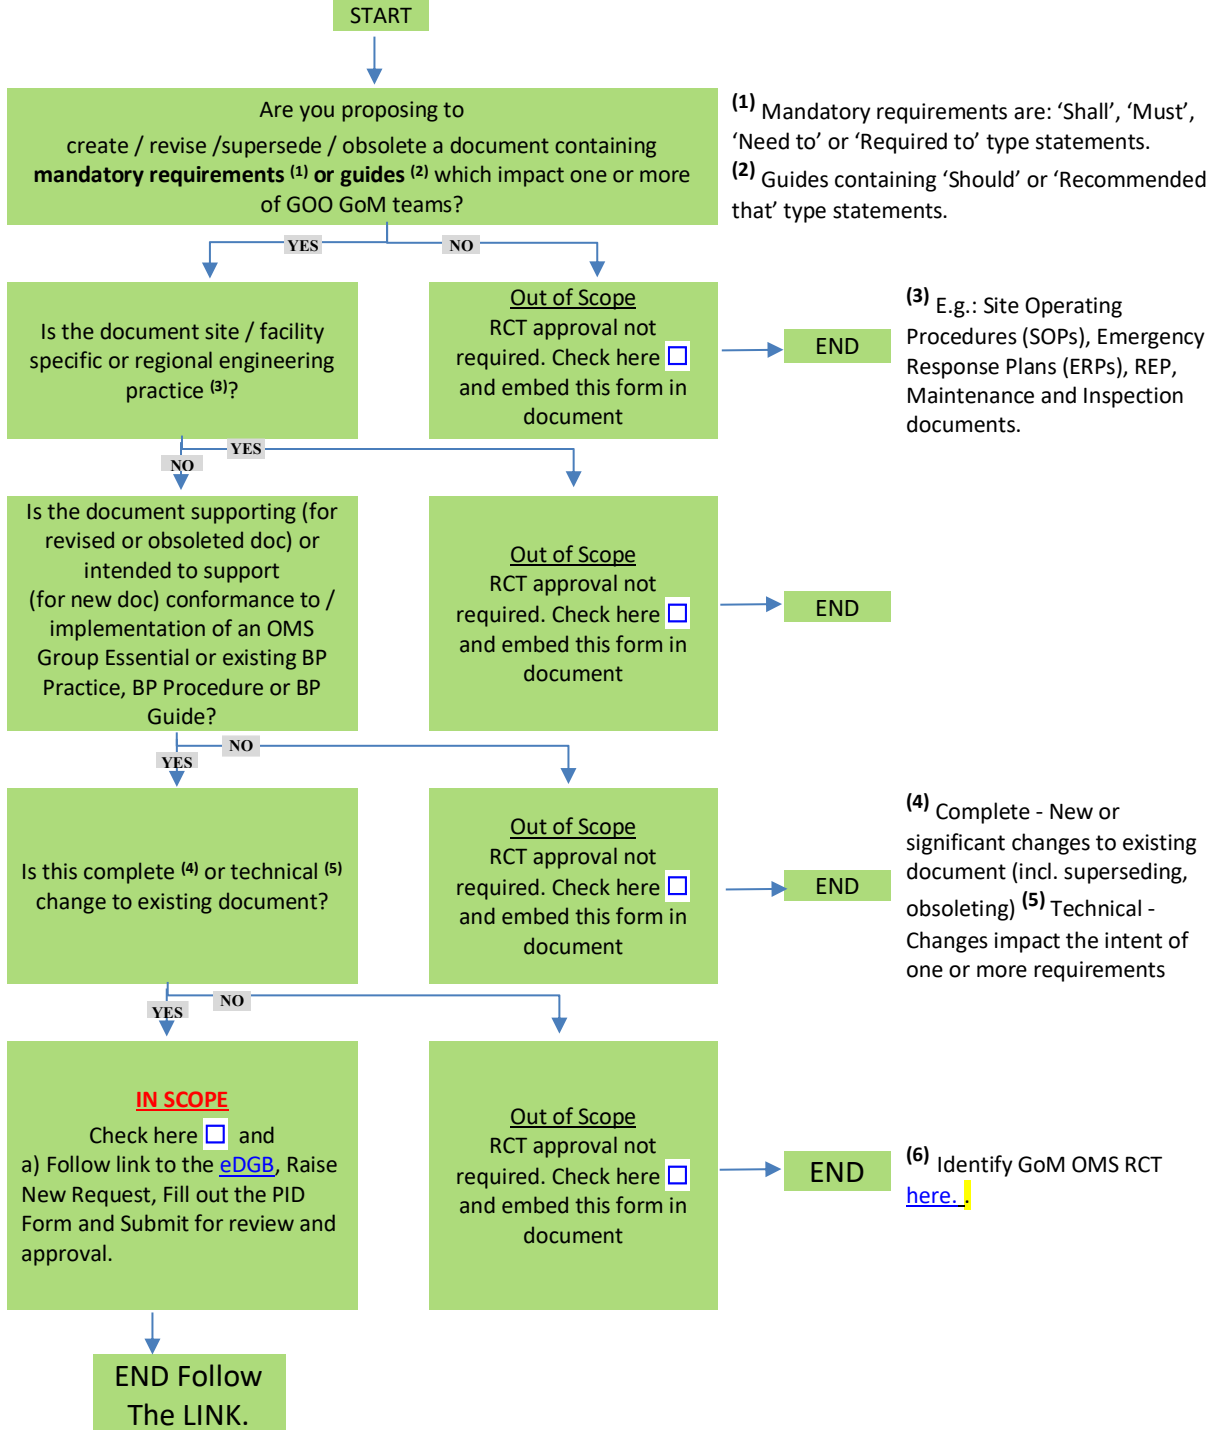 START
Are you proposing to
create / revise /supersede / obsolete a document containing
mandatory requirements (1) or guides (2) which impact one or more
of GOO GoM teams?
(1) Mandatory requirements are: ‘Shall’, ‘Must’,
‘Need to’ or ‘Required to’ type statements.
(2) Guides containing ‘Should’ or ‘Recommended
that’ type statements.
YES
NO
Is the document site / facility
specific or regional engineering
practice (3)?
Out of Scope
RCT approval not
required. Check here ☐
and embed this form in
document
END
(3) E.g.: Site Operating
Procedures (SOPs), Emergency
Response Plans (ERPs), REP,
Maintenance and Inspection
documents.
YES
NO
Is the document supporting (for
revised or obsoleted doc) or
intended to support
(for new doc) conformance to /
implementation of an OMS
Group Essential or existing BP
Practice, BP Procedure or BP
Guide?
Out of Scope
RCT approval not
required. Check here ☐
and embed this form in
document
END
NO
YES
Is this complete (4) or technical (5)
change to existing document?
Out of Scope
RCT approval not
required. Check here ☐
and embed this form in
document
END
(4) Complete - New or
significant changes to existing
document (incl. superseding,
obsoleting) (5) Technical -
Changes impact the intent of
one or more requirements
NO
YES
IN SCOPE
Check here ☐ and
a) Follow link to the eDGB, Raise
New Request, Fill out the PID
Form and Submit for review and
approval.
Out of Scope
RCT approval not
required. Check here ☐
and embed this form in
document
END
(6) Identify GoM OMS RCT
here. .
END Follow
The LINK.